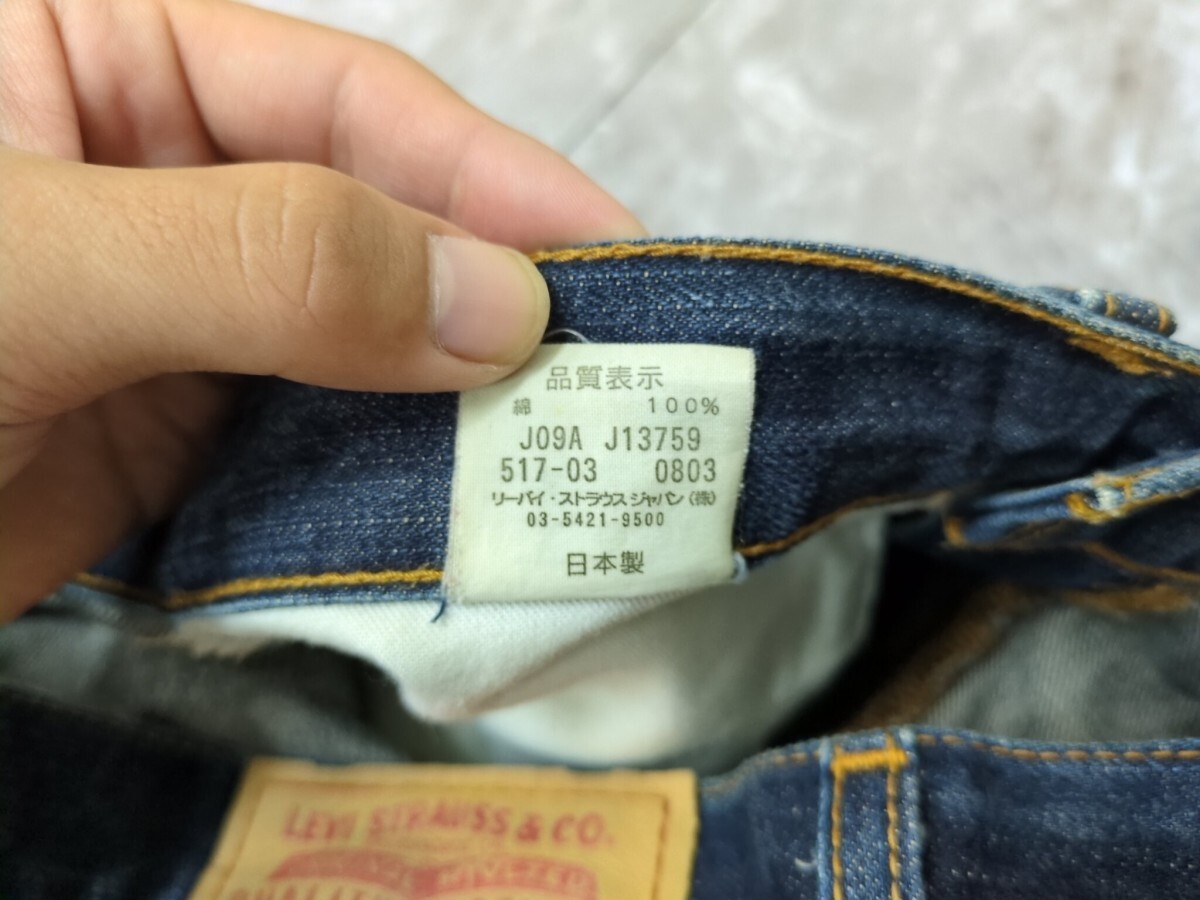 品質表示
綿 100%
J09A J13759
517-03 0803
リーバイ・ストラウス ジャパン(株)
03-5421-9500
日本製
LEVI STRAUSS & CO.